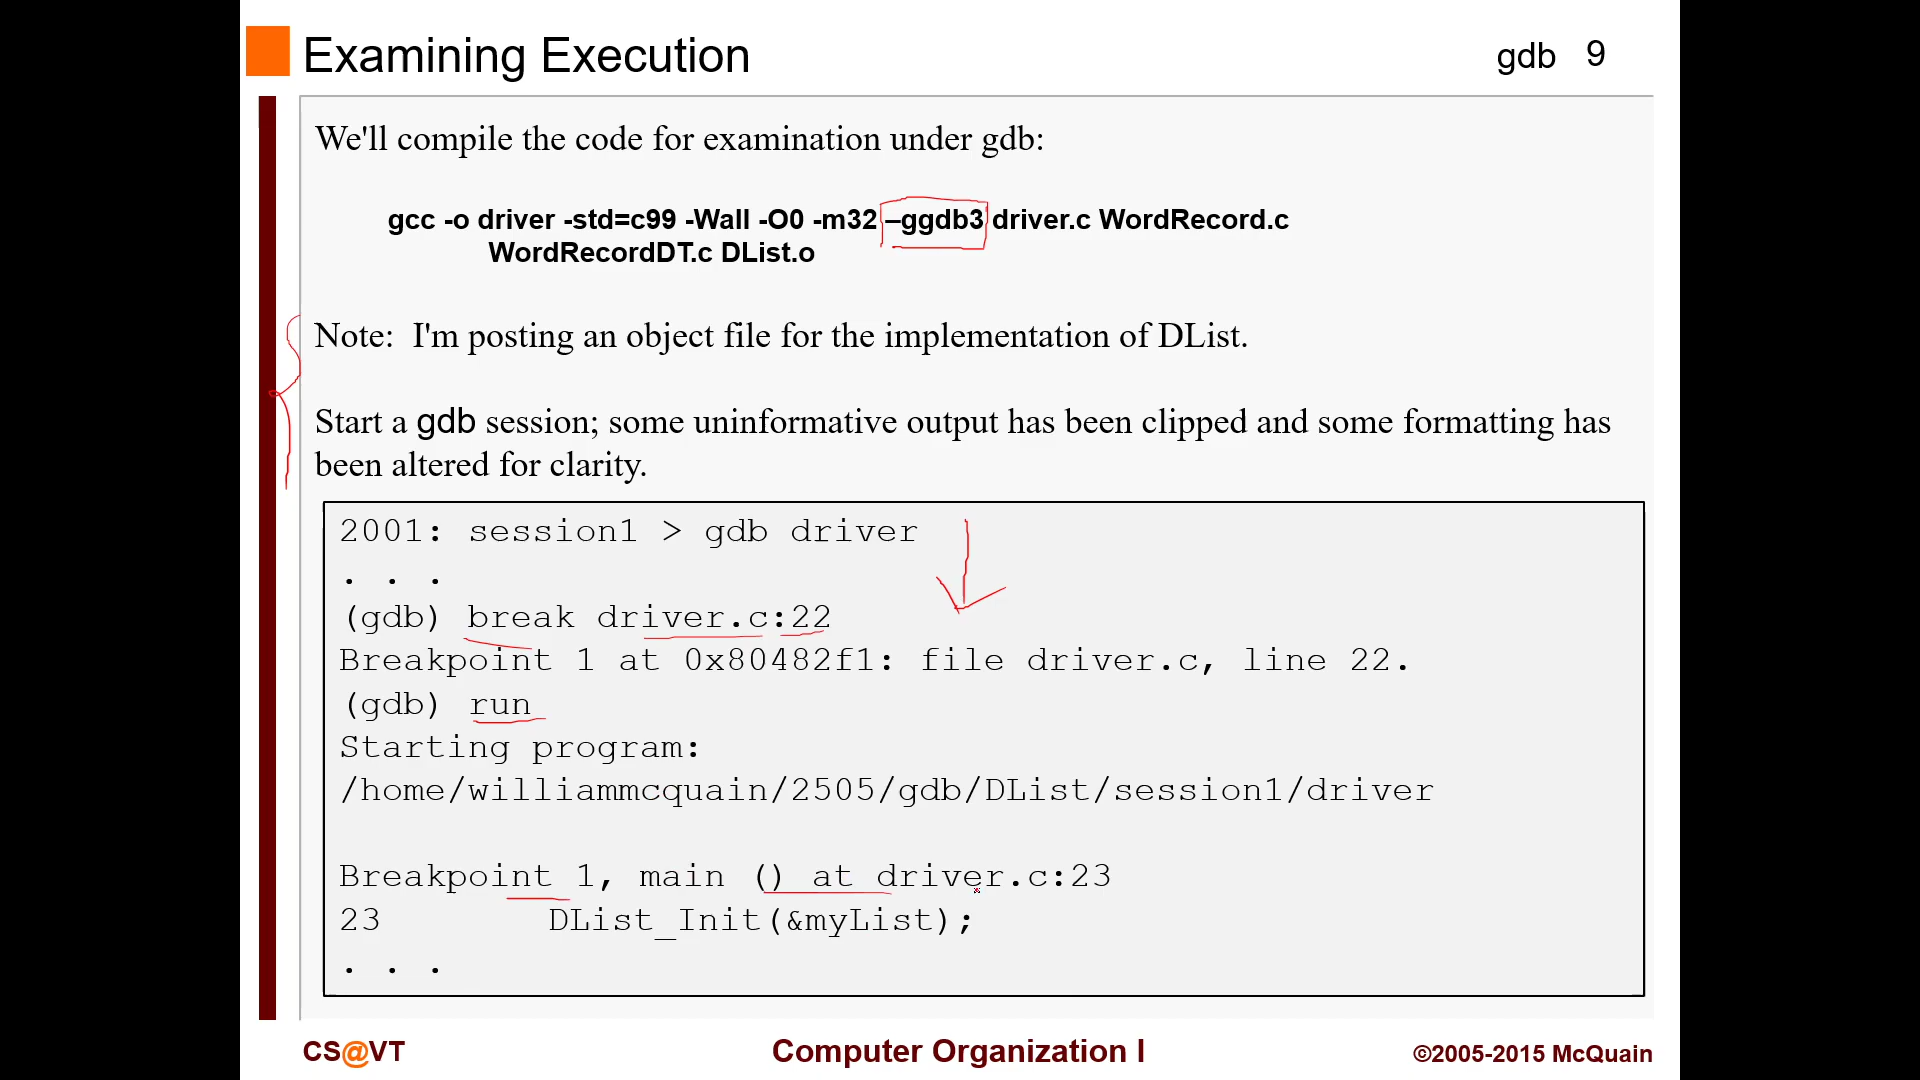 Examining Execution
gdb 9
We'll compile the code for examination under gdb:
gcc -o driver -std=c99 -Wall -O0 -m32 –ggdb3 driver.c WordRecord.c
WordRecordDT.c DList.o
Note: I'm posting an object file for the implementation of DList.
Start a gdb session; some uninformative output has been clipped and some formatting has
been altered for clarity.
2001: session1 > gdb driver
. . .
(gdb) break driver.c:22
Breakpoint 1 at 0x80482f1: file driver.c, line 22.
(gdb) run
Starting program:
/home/williammcquain/2505/gdb/DList/session1/driver
Breakpoint 1, main () at driver.c:23
23 DList_Init(&myList);
. . .
CS@VT
Computer Organization I
©2005-2015 McQuain